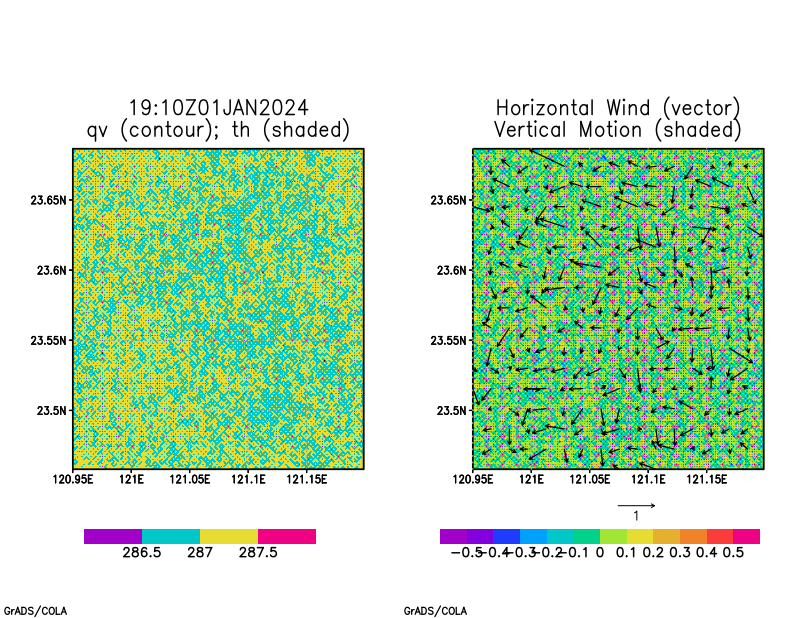 19:10Z01JAN2024
qv (contour); th (shaded)
23.65N
23.6N
23.55N
23.5N
120.95E 121E 121.05E 121.1E 121.15E
286.5 287 287.5
GrADS/COLA
Horizontal Wind (vector)
Vertical Motion (shaded)
23.65N
23.6N
23.55N
23.5N
120.95E 121E 121.05E 121.1E 121.15E
1
-0.5 -0.4 -0.3 -0.2 -0.1 0 0.1 0.2 0.3 0.4 0.5
GrADS/COLA